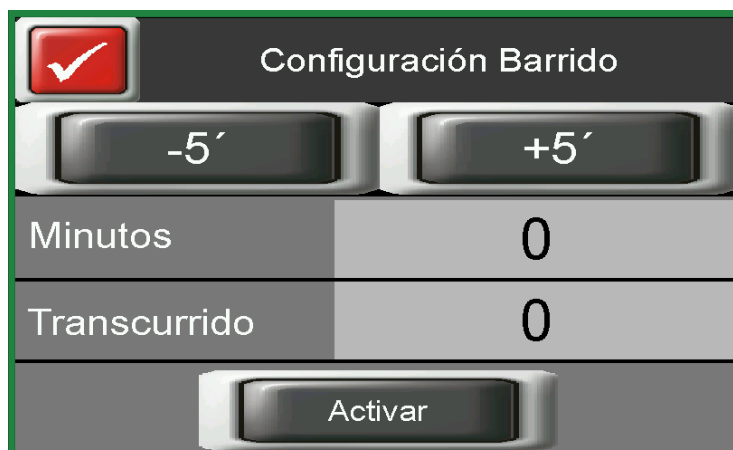 Configuración Barrido
-5´ +5´
Minutos 0
Transcurrido 0
Activar